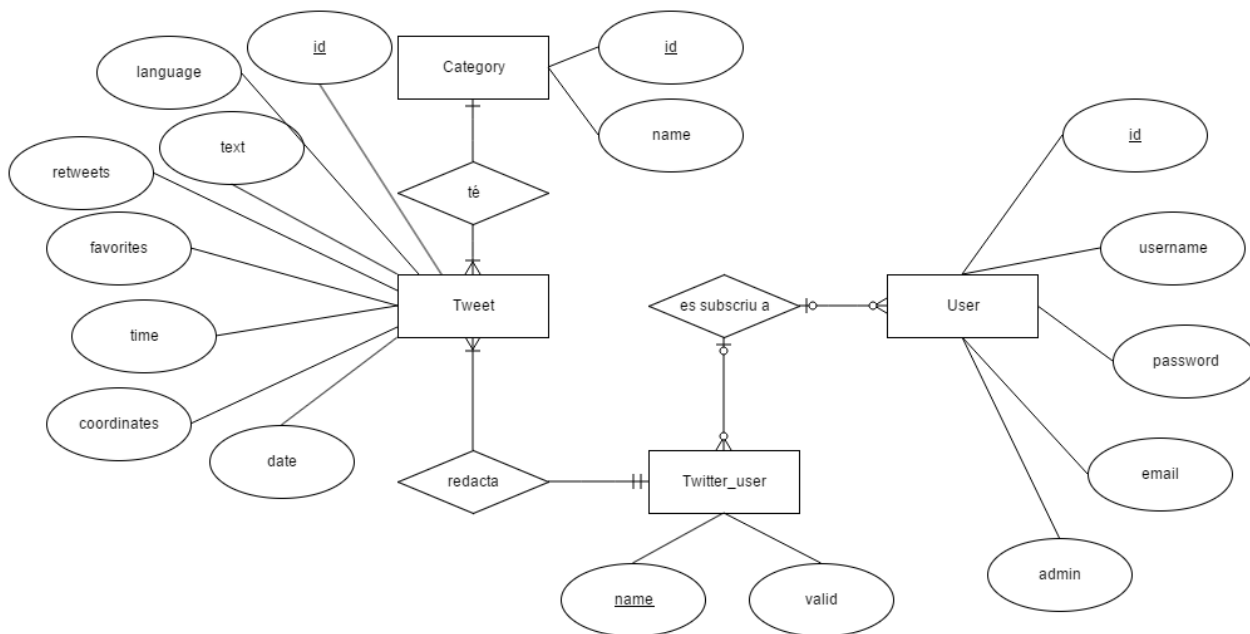 id
Category
id
language
name
id
text
retweets
té
favorites
username
Tweet
es subscriu a
User
time
password
coordinates
date
redacta
Twitter_user
email
admin
name
valid